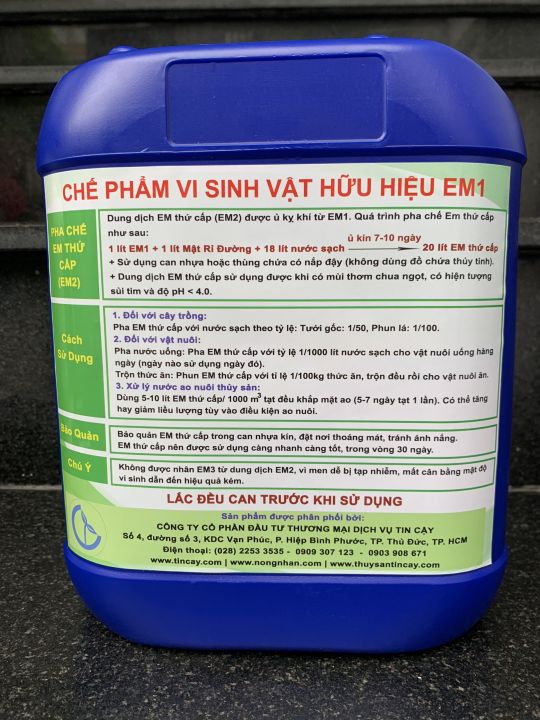 CHẾ PHẨM VI SINH VẬT HỮU HIỆU EM1
PHA CHẾ
EM THỨ
CẤP
(EM2)
Dung dịch EM thứ cấp (EM2) được ủ kỵ khí từ EM1. Quá trình pha chế Em thứ cấp
như sau:
ủ kín 7-10 ngày
1 lít EM1 + 1 lít Mật Rỉ Đường + 18 lít nước sạch → 20 lít EM thứ cấp
+ Sử dụng can nhựa hoặc thùng chứa có nắp đậy (không dùng đồ chứa thủy tinh).
+ Dung dịch EM thứ cấp sử dụng được khi có mùi thơm chua ngọt, có hiện tượng
sủi tim và độ pH < 4.0.
Cách
Sử Dụng
1. Đối với cây trồng:
Pha EM thứ cấp với nước sạch theo tỷ lệ: Tưới gốc: 1/50, Phun lá: 1/100.
2. Đối với vật nuôi:
Pha nước uống: Pha EM thứ cấp với tỷ lệ 1/1000 lít nước sạch cho vật nuôi uống hàng
ngày (ngày nào sử dụng ngày đó).
Trộn thức ăn: Phun EM thứ cấp với tỉ lệ 1/100kg thức ăn, trộn đều rồi cho vật nuôi ăn.
3. Xử lý nước ao nuôi thủy sản:
Dùng 5-10 lít EM thứ cấp/ 1000 m³ tạt đều khắp mặt ao (5-7 ngày tạt 1 lần). Có thể tăng
hay giảm liều lượng tùy vào điều kiện ao nuôi.
Bảo Quản
Bảo quản EM thứ cấp trong can nhựa kín, đặt nơi thoáng mát, tránh ánh nắng.
EM thứ cấp nên được sử dụng càng nhanh càng tốt, trong vòng 30 ngày.
Chú Ý
Không được nhân EM3 từ dung dịch EM2, vì men dễ bị tạp nhiễm, mất cân bằng mật độ
vi sinh dẫn đến hiệu quả kém.
LẮC ĐỀU CAN TRƯỚC KHI SỬ DỤNG
Sản phẩm được phân phối bởi:
CÔNG TY CỔ PHẦN ĐẦU TƯ THƯƠNG MẠI DỊCH VỤ TIN CẬY
Số 4, đường số 3, KDC Vạn Phúc, P. Hiệp Bình Phước, TP. Thủ Đức, TP. HCM
Điện thoại: (028) 2253 3535 - 0909 307 123 - 0903 908 671
www.tincay.com | www.nongnhan.com | www.thuysantincay.com